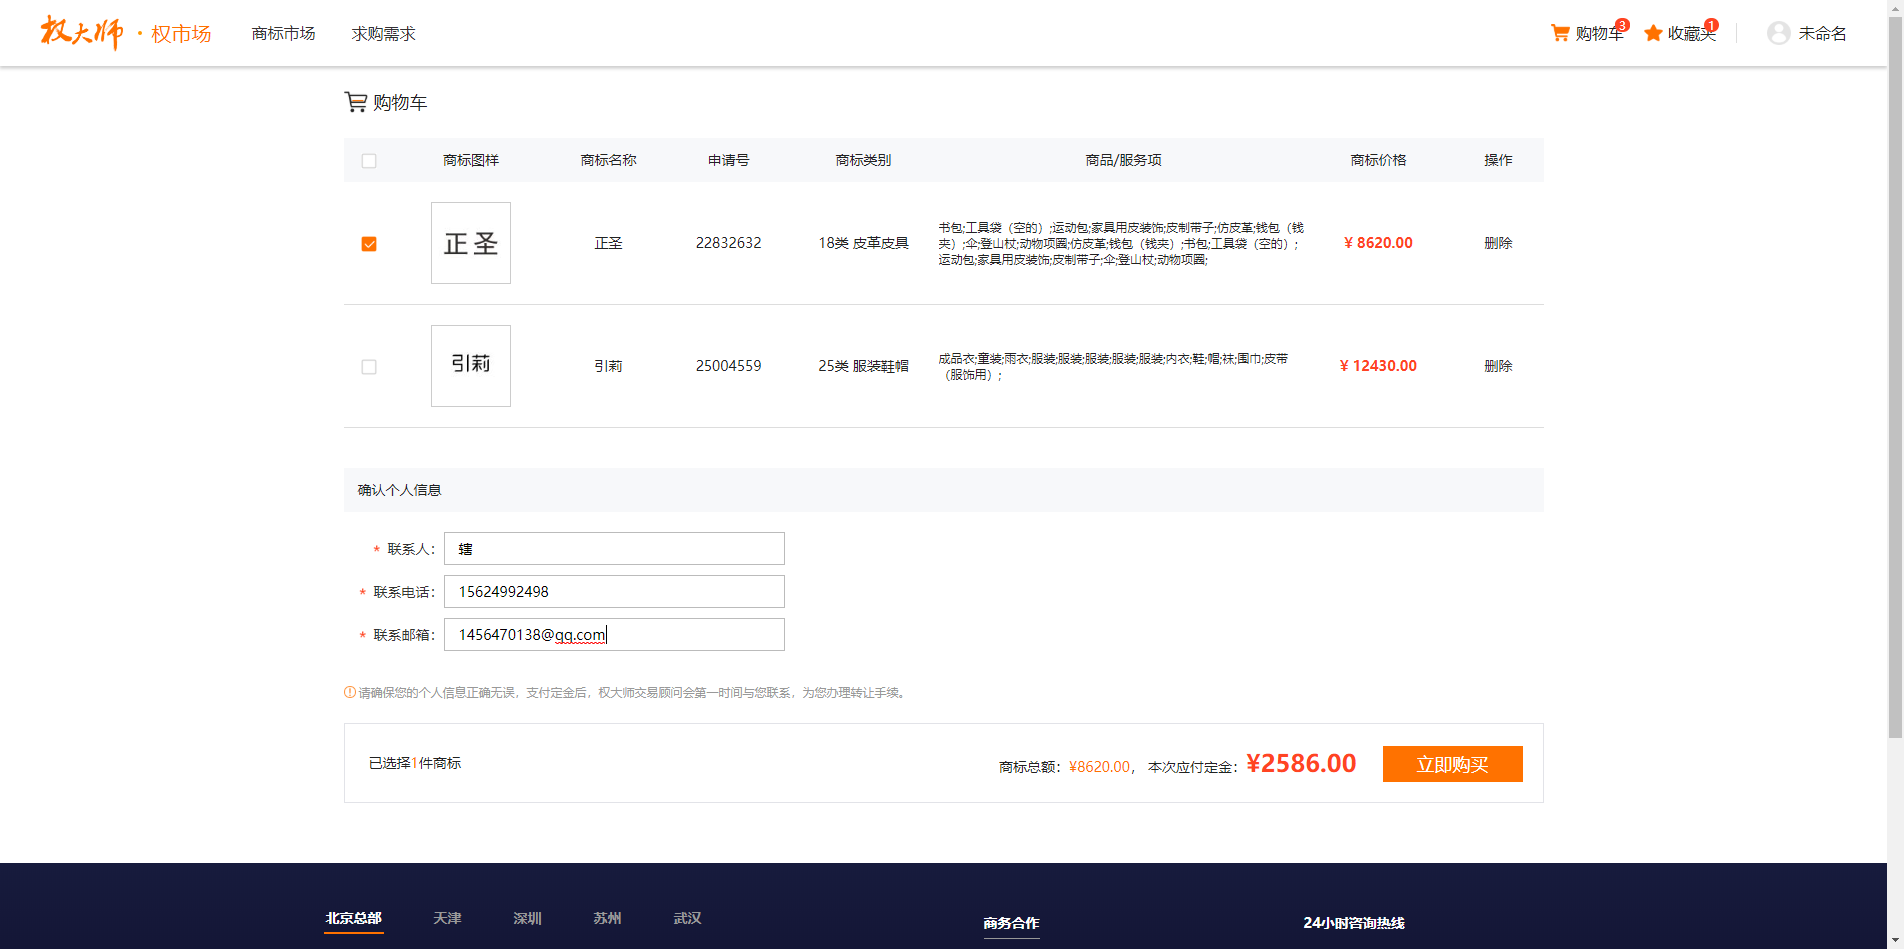 权大师 · 权市场 商标市场 求购需求 购物车 3 收藏夹 1 未命名
购物车
商标图样 商标名称 申请号 商标类别 商品/服务项 商标价格 操作
正圣 正圣 22832632 18类 皮革皮具 ¥ 8620.00 删除
书包;工具袋（空的）;运动包;家具用皮装饰;皮制带子;仿皮革;钱包（钱
夹）;伞;登山杖;动物项圈;仿皮革;钱包（钱夹）;书包;工具袋（空的）;
运动包;家具用皮装饰;皮制带子;伞;登山杖;动物项圈;
引莉 引莉 25004559 25类 服装鞋帽 ¥ 12430.00 删除
成品衣;童装;雨衣;服装;服装;服装;服装;服装;内衣;鞋;帽;袜;围巾;皮带
（服饰用）;
确认个人信息
* 联系人： 辖
* 联系电话： 15624992498
* 联系邮箱： 1456470138@qq.com
请确保您的个人信息正确无误，支付定金后，权大师交易顾问会第一时间与您联系，为您办理转让手续。
已选择1件商标 商标总额：¥8620.00， 本次应付定金：¥2586.00 立即购买
北京总部 天津 深圳 苏州 武汉 商务合作 24小时咨询热线